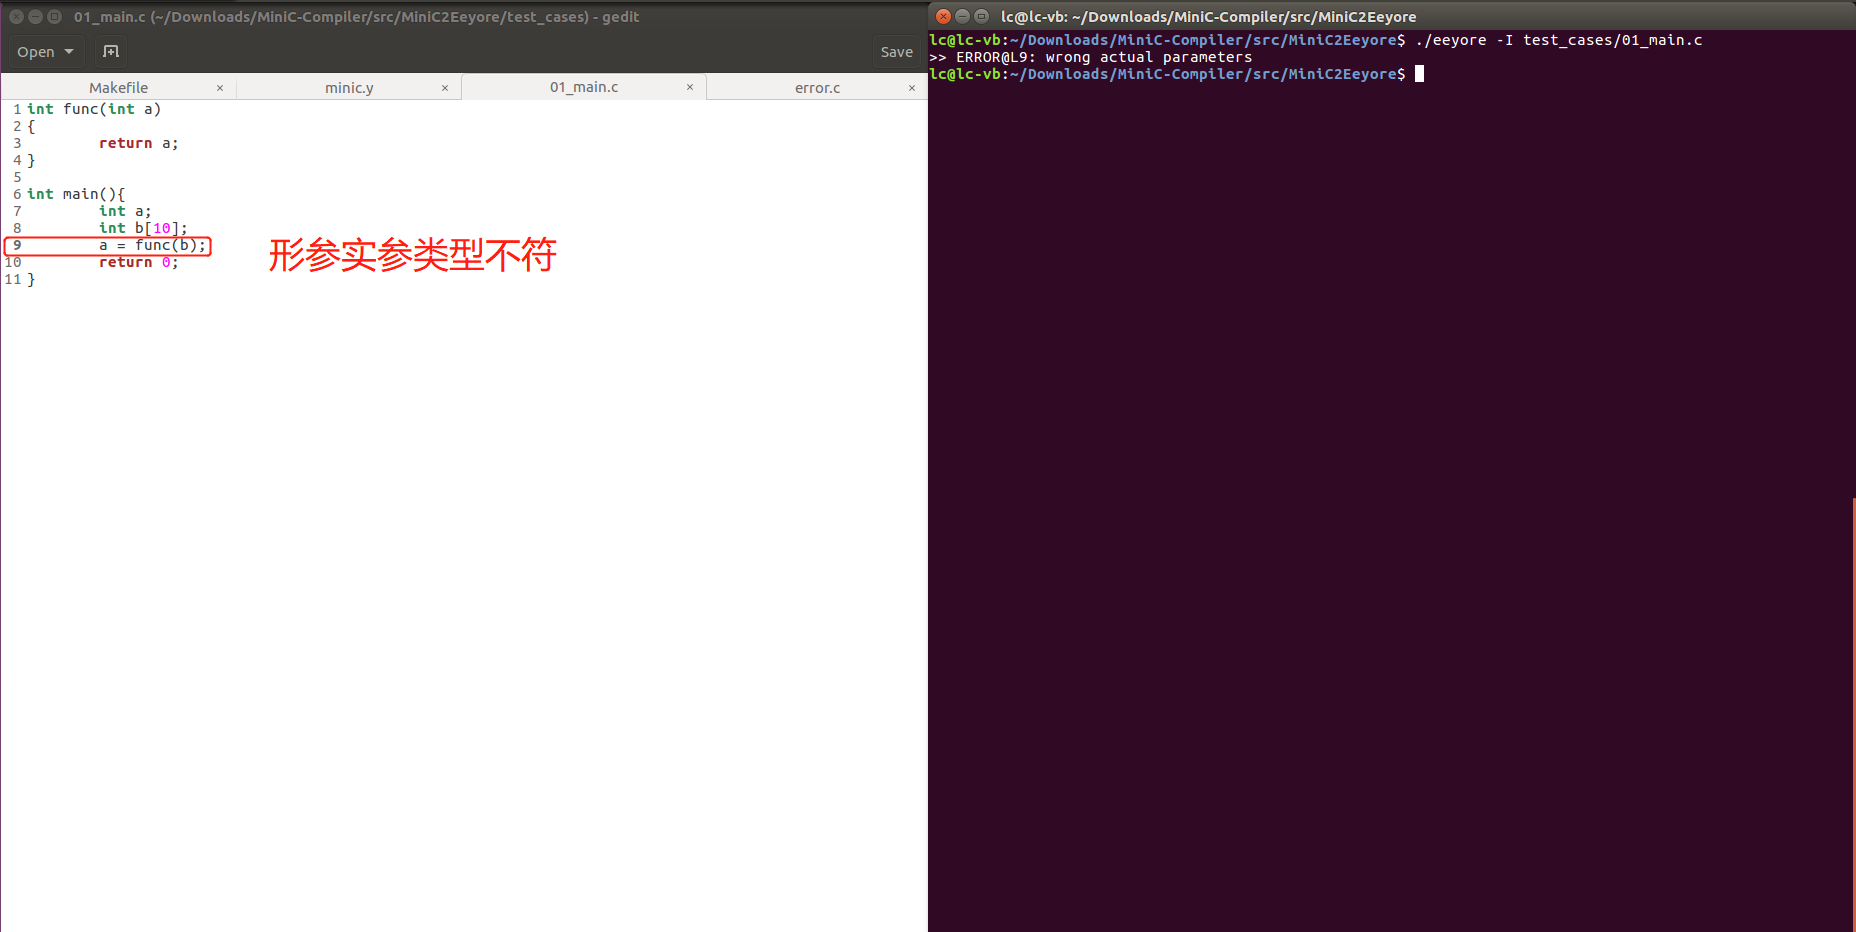 01_main.c (~/Downloads/MiniC-Compiler/src/MiniC2Eeyore/test_cases) - gedit
Open
Save
Makefile × minic.y × 01_main.c × error.c ×
1 int func(int a)
2 {
3 return a;
4 }
5
6 int main(){
7 int a;
8 int b[10];
9 a = func(b);
10 return 0;
11 }
形参实参类型不符
lc@lc-vb: ~/Downloads/MiniC-Compiler/src/MiniC2Eeyore
lc@lc-vb:~/Downloads/MiniC-Compiler/src/MiniC2Eeyore$ ./eeyore -I test_cases/01_main.c
>> ERROR@L9: wrong actual parameters
lc@lc-vb:~/Downloads/MiniC-Compiler/src/MiniC2Eeyore$